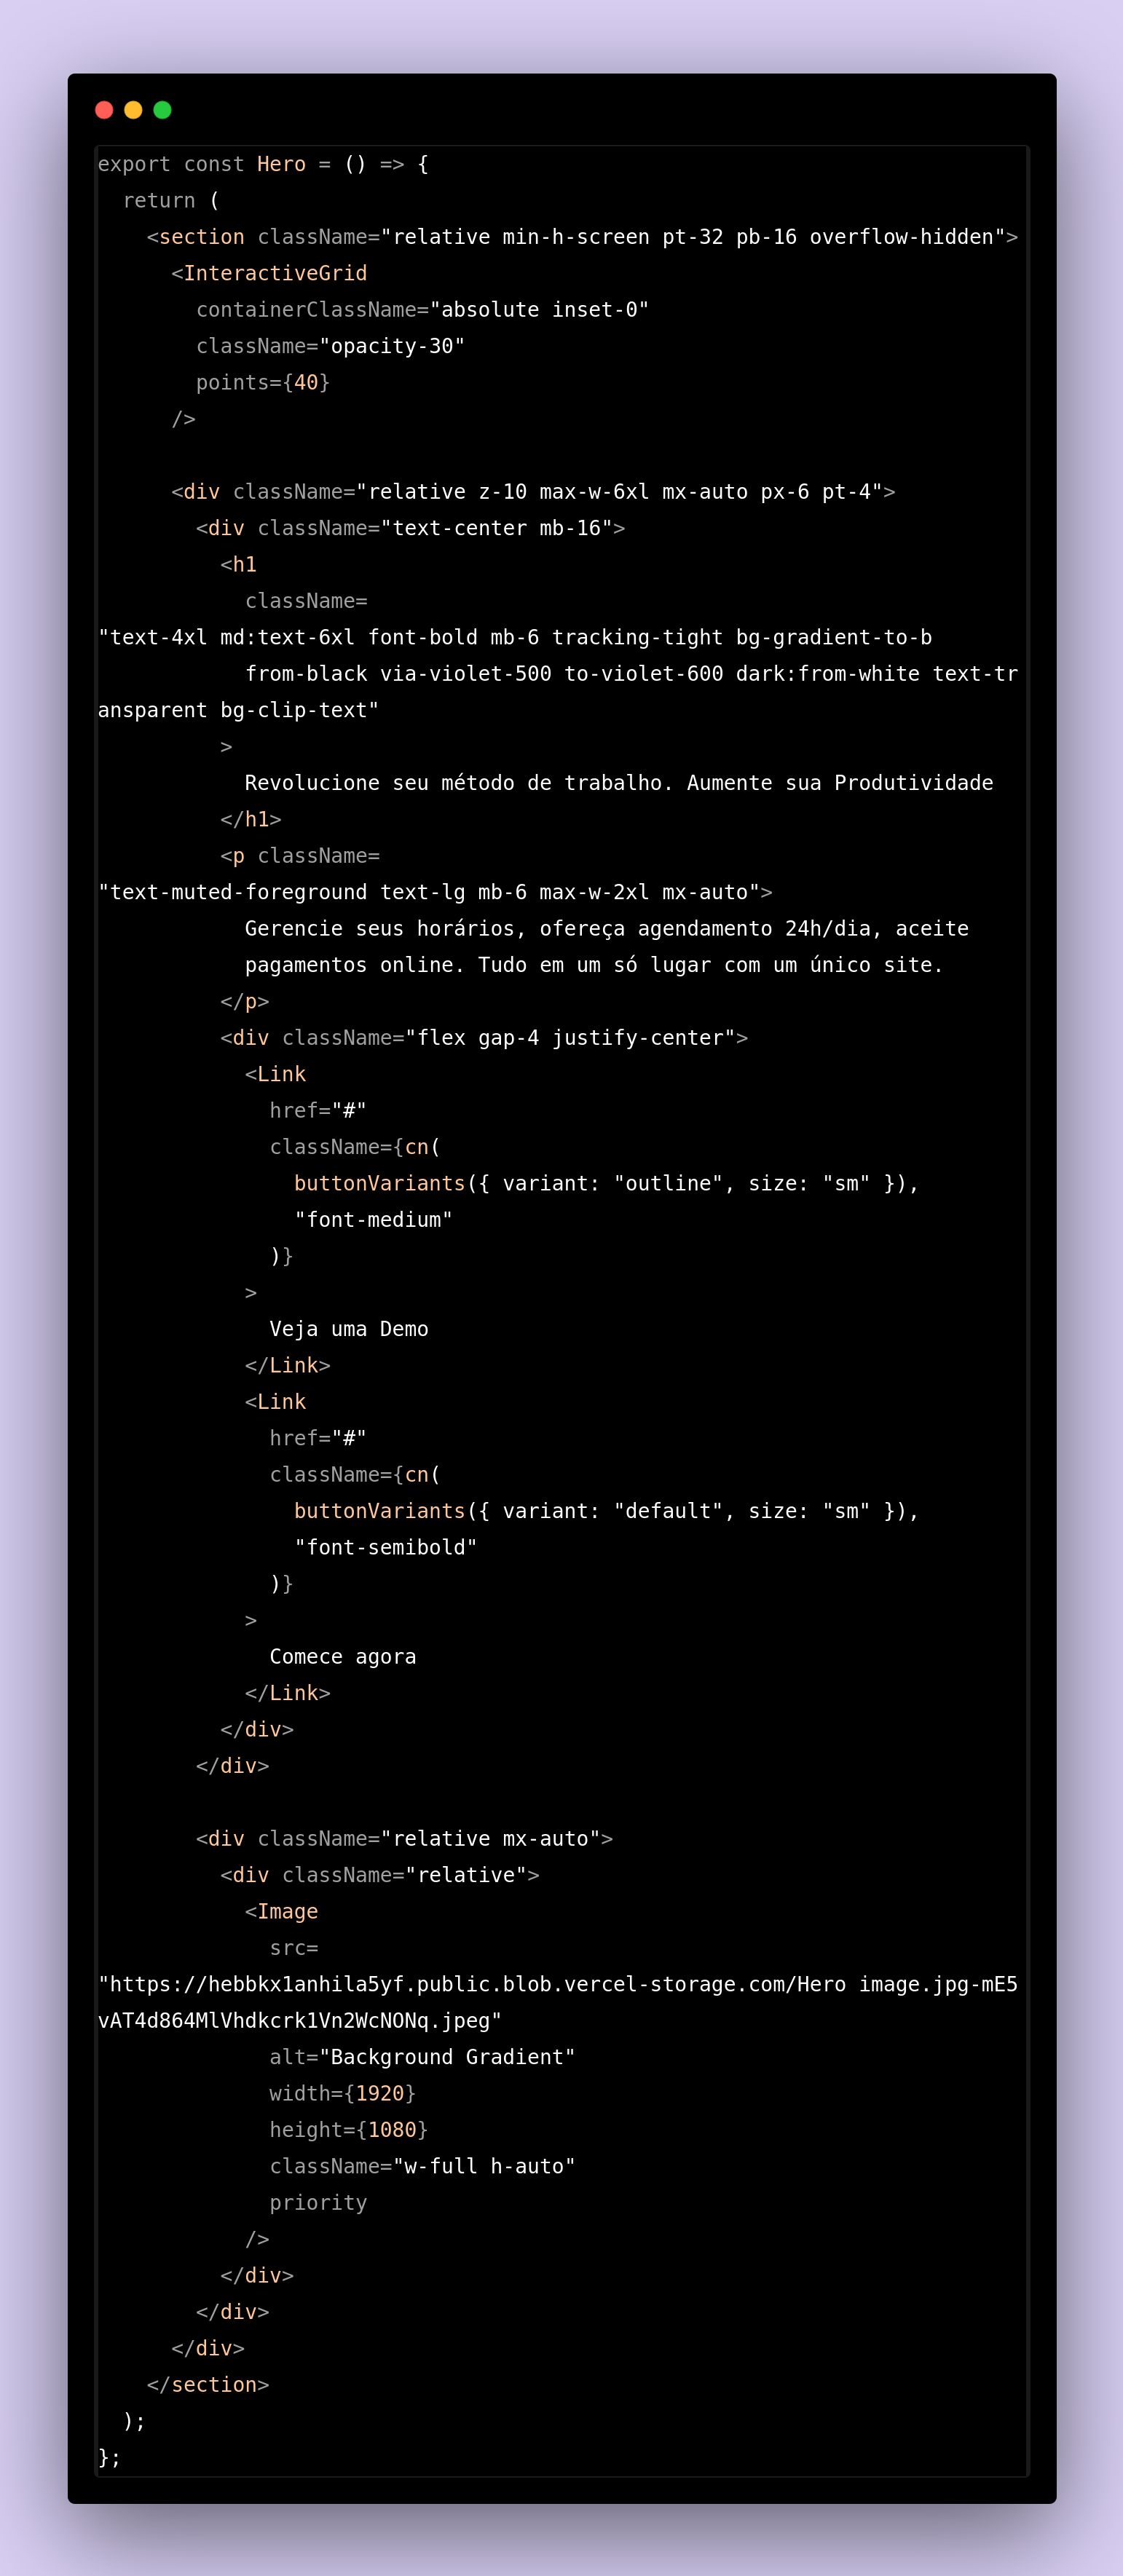 export const Hero = () => {
  return (
    <section className="relative min-h-screen pt-32 pb-16 overflow-hidden">
      <InteractiveGrid
        containerClassName="absolute inset-0"
        className="opacity-30"
        points={40}
      />

      <div className="relative z-10 max-w-6xl mx-auto px-6 pt-4">
        <div className="text-center mb-16">
          <h1
            className=
"text-4xl md:text-6xl font-bold mb-6 tracking-tight bg-gradient-to-b
            from-black via-violet-500 to-violet-600 dark:from-white text-tr
ansparent bg-clip-text"
          >
            Revolucione seu método de trabalho. Aumente sua Produtividade
          </h1>
          <p className=
"text-muted-foreground text-lg mb-6 max-w-2xl mx-auto">
            Gerencie seus horários, ofereça agendamento 24h/dia, aceite
            pagamentos online. Tudo em um só lugar com um único site.
          </p>
          <div className="flex gap-4 justify-center">
            <Link
              href="#"
              className={cn(
                buttonVariants({ variant: "outline", size: "sm" }),
                "font-medium"
              )}
            >
              Veja uma Demo
            </Link>
            <Link
              href="#"
              className={cn(
                buttonVariants({ variant: "default", size: "sm" }),
                "font-semibold"
              )}
            >
              Comece agora
            </Link>
          </div>
        </div>

        <div className="relative mx-auto">
          <div className="relative">
            <Image
              src=
"https://hebbkx1anhila5yf.public.blob.vercel-storage.com/Hero image.jpg-mE5
vAT4d864MlVhdkcrk1Vn2WcNONq.jpeg"
              alt="Background Gradient"
              width={1920}
              height={1080}
              className="w-full h-auto"
              priority
            />
          </div>
        </div>
      </div>
    </section>
  );
};